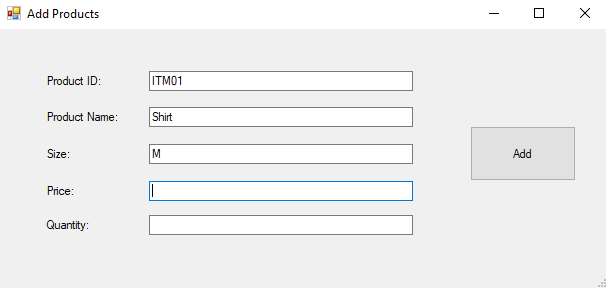 Add Products
Product ID: ITM01
Product Name: Shirt
Size: M
Add
Price:
Quantity: